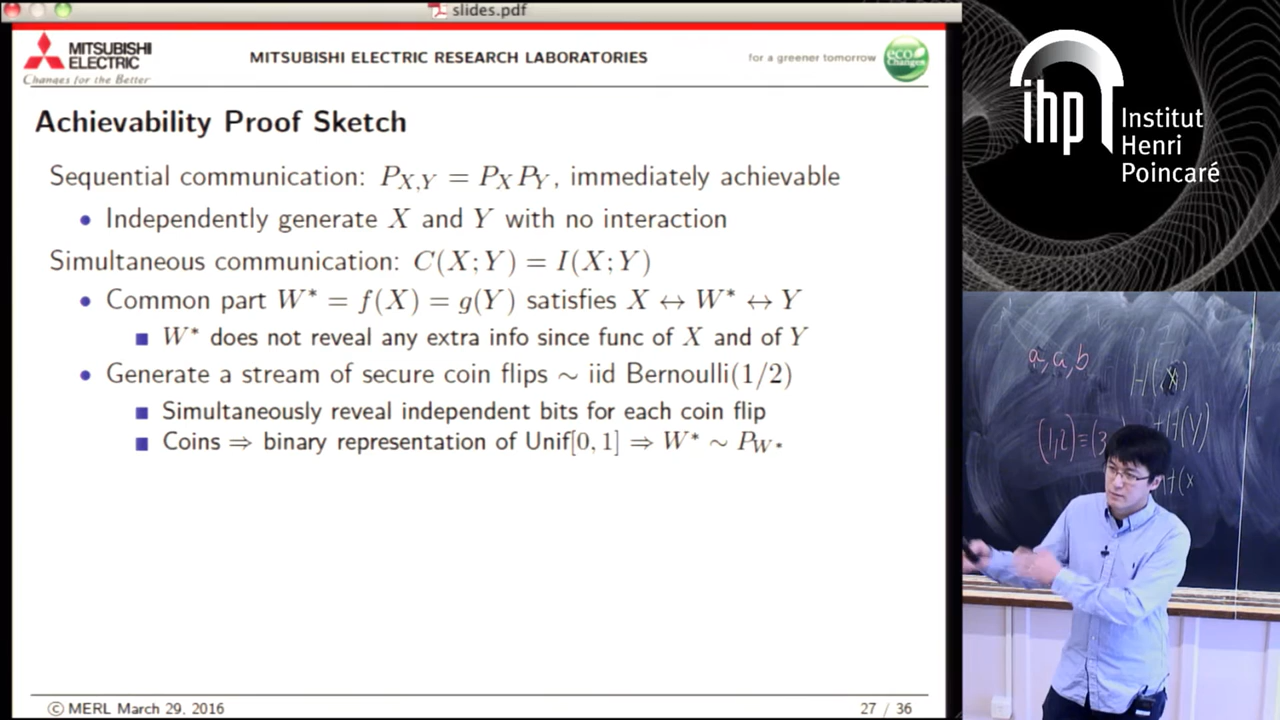 slides.pdf
MITSUBISHI
ELECTRIC
Changes for the Better
MITSUBISHI ELECTRIC RESEARCH LABORATORIES
for a greener tomorrow
eco
Changes
Achievability Proof Sketch
Sequential communication: P_{X,Y} = P_X P_Y, immediately achievable
• Independently generate X and Y with no interaction
Simultaneous communication: C(X; Y) = I(X; Y)
• Common part W* = f(X) = g(Y) satisfies X ↔ W* ↔ Y
■ W* does not reveal any extra info since func of X and of Y
• Generate a stream of secure coin flips ∼ iid Bernoulli(1/2)
■ Simultaneously reveal independent bits for each coin flip
■ Coins ⇒ binary representation of Unif[0, 1] ⇒ W* ∼ P_{W*}
© MERL March 29, 2016
27 / 36
ihp
Institut
Henri
Poincaré
a, a, b
H(Y)